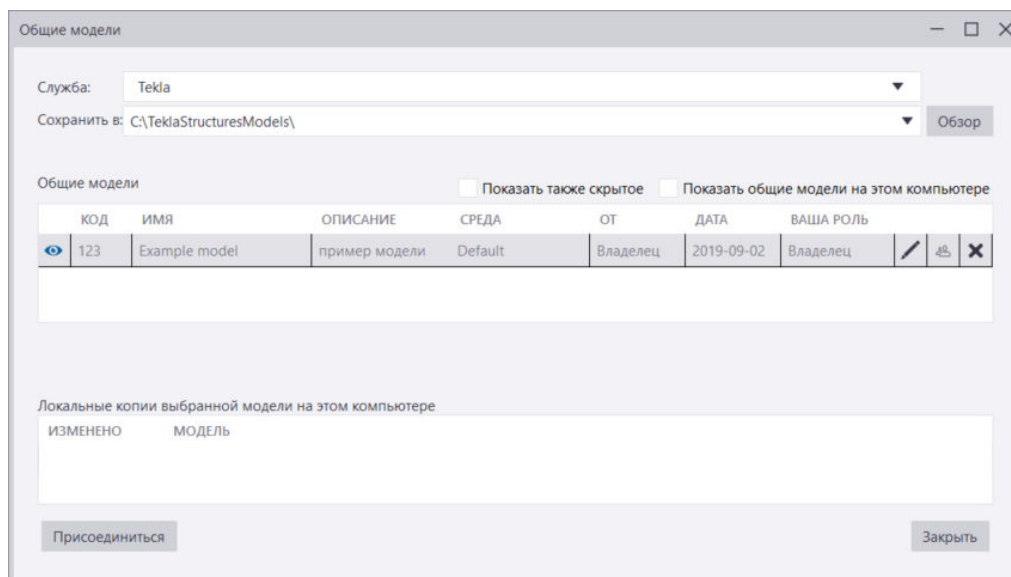 Общие модели
Служба: Tekla
Сохранить в: C:\TeklaStructuresModels\ Обзор
Общие модели Показать также скрытое Показать общие модели на этом компьютере
КОД ИМЯ ОПИСАНИЕ СРЕДА ОТ ДАТА ВАША РОЛЬ
123 Example model пример модели Default Владелец 2019-09-02 Владелец
Локальные копии выбранной модели на этом компьютере
ИЗМЕНЕНО МОДЕЛЬ
Присоединиться Закрыть